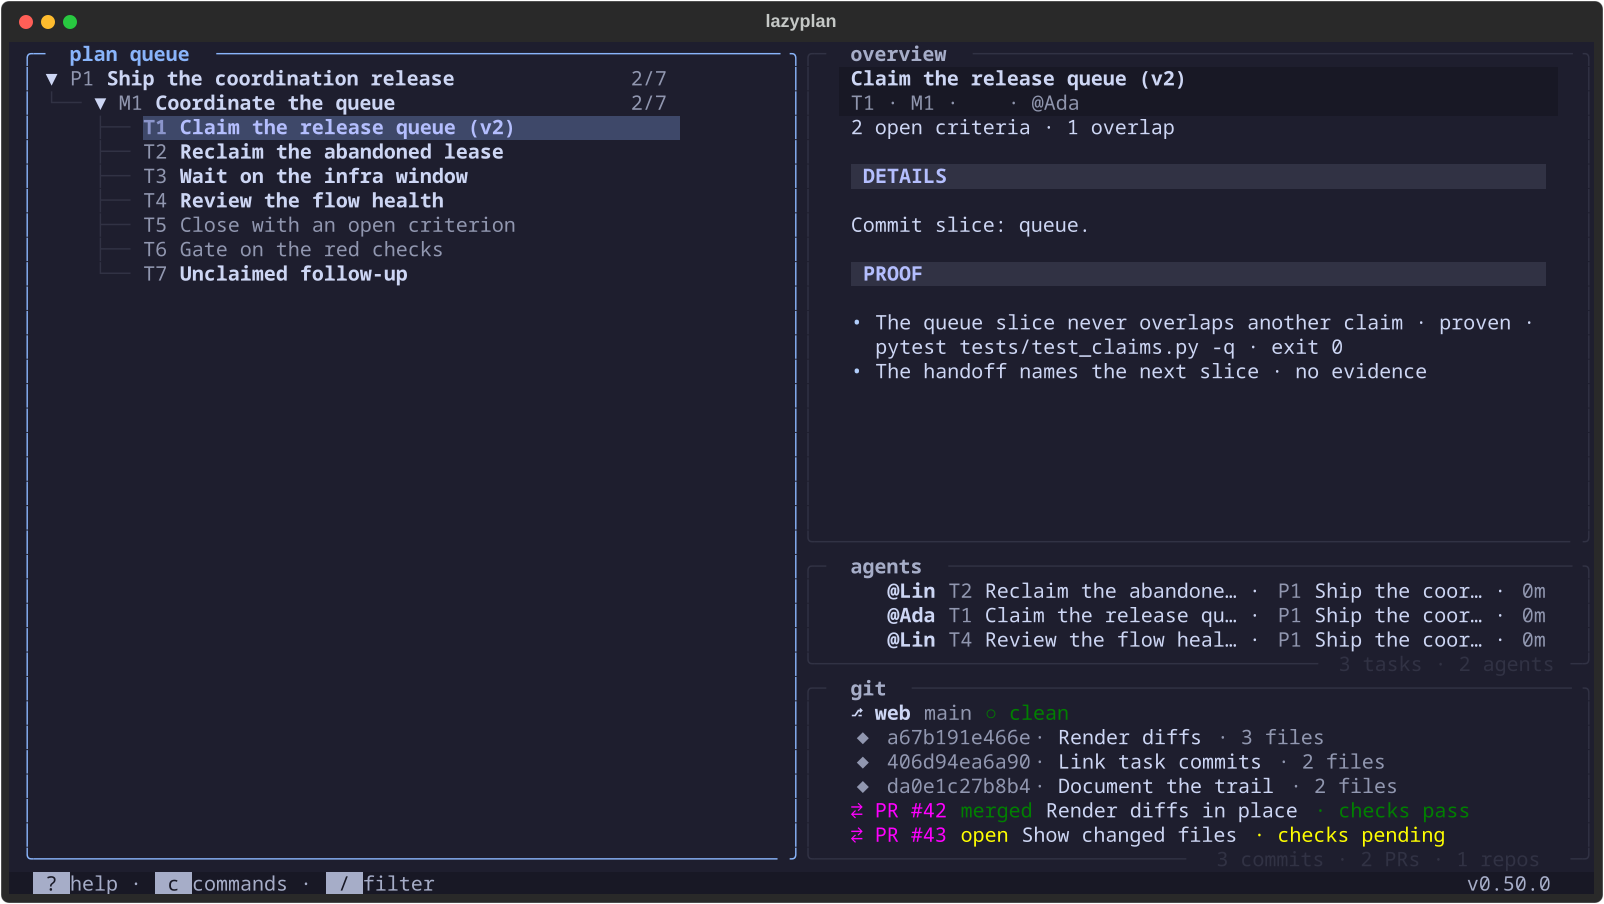 lazyplan
plan queue
▼ P1 Ship the coordination release 2/7
▼ M1 Coordinate the queue 2/7
T1 Claim the release queue (v2)
T2 Reclaim the abandoned lease
T3 Wait on the infra window
T4 Review the flow health
T5 Close with an open criterion
T6 Gate on the red checks
T7 Unclaimed follow-up
overview
Claim the release queue (v2)
T1 · M1 · · @Ada
2 open criteria · 1 overlap
DETAILS
Commit slice: queue.
PROOF
• The queue slice never overlaps another claim · proven ·
pytest tests/test_claims.py -q · exit 0
• The handoff names the next slice · no evidence
agents
@Lin T2 Reclaim the abandone… · P1 Ship the coor… · 0m
@Ada T1 Claim the release qu… · P1 Ship the coor… · 0m
@Lin T4 Review the flow heal… · P1 Ship the coor… · 0m
3 tasks · 2 agents
git
⎇ web main ○ clean
◆ a67b191e466e · Render diffs · 3 files
◆ 406d94ea6a90 · Link task commits · 2 files
◆ da0e1c27b8b4 · Document the trail · 2 files
⇄ PR #42 merged Render diffs in place · checks pass
⇄ PR #43 open Show changed files · checks pending
3 commits · 2 PRs · 1 repos
? help · c commands · / filter
v0.50.0